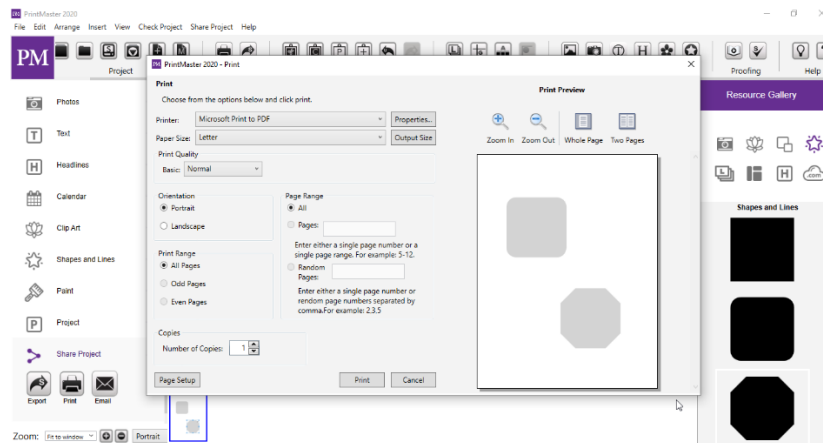 PrintMaster 2020
File Edit Arrange Insert View Check Project Share Project Help
PM
Project
Proofing
Help
PM PrintMaster 2020 - Print
Print
Choose from the options below and click print.
Printer: Microsoft Print to PDF Properties...
Paper Size: Letter Output Size
Print Quality
Basic: Normal
Orientation
Portrait
Landscape
Print Range
All Pages
Odd Pages
Even Pages
Page Range
All
Pages:
Enter either a single page number or a
single page range. For example: 5-12.
Random
Pages:
Enter either a single page number or
rendom page numbers separated by
comma.For example: 2.3.5
Copies
Number of Copies: 1
Page Setup Print Cancel
Print Preview
Zoom In Zoom Out Whole Page Two Pages
Photos
T Text
H Headlines
Calendar
Clip Art
Shapes and Lines
Paint
P Project
Share Project
Export Print Email
Zoom: Fit to window Portrait
Resource Gallery
L H .com
Shapes and Lines